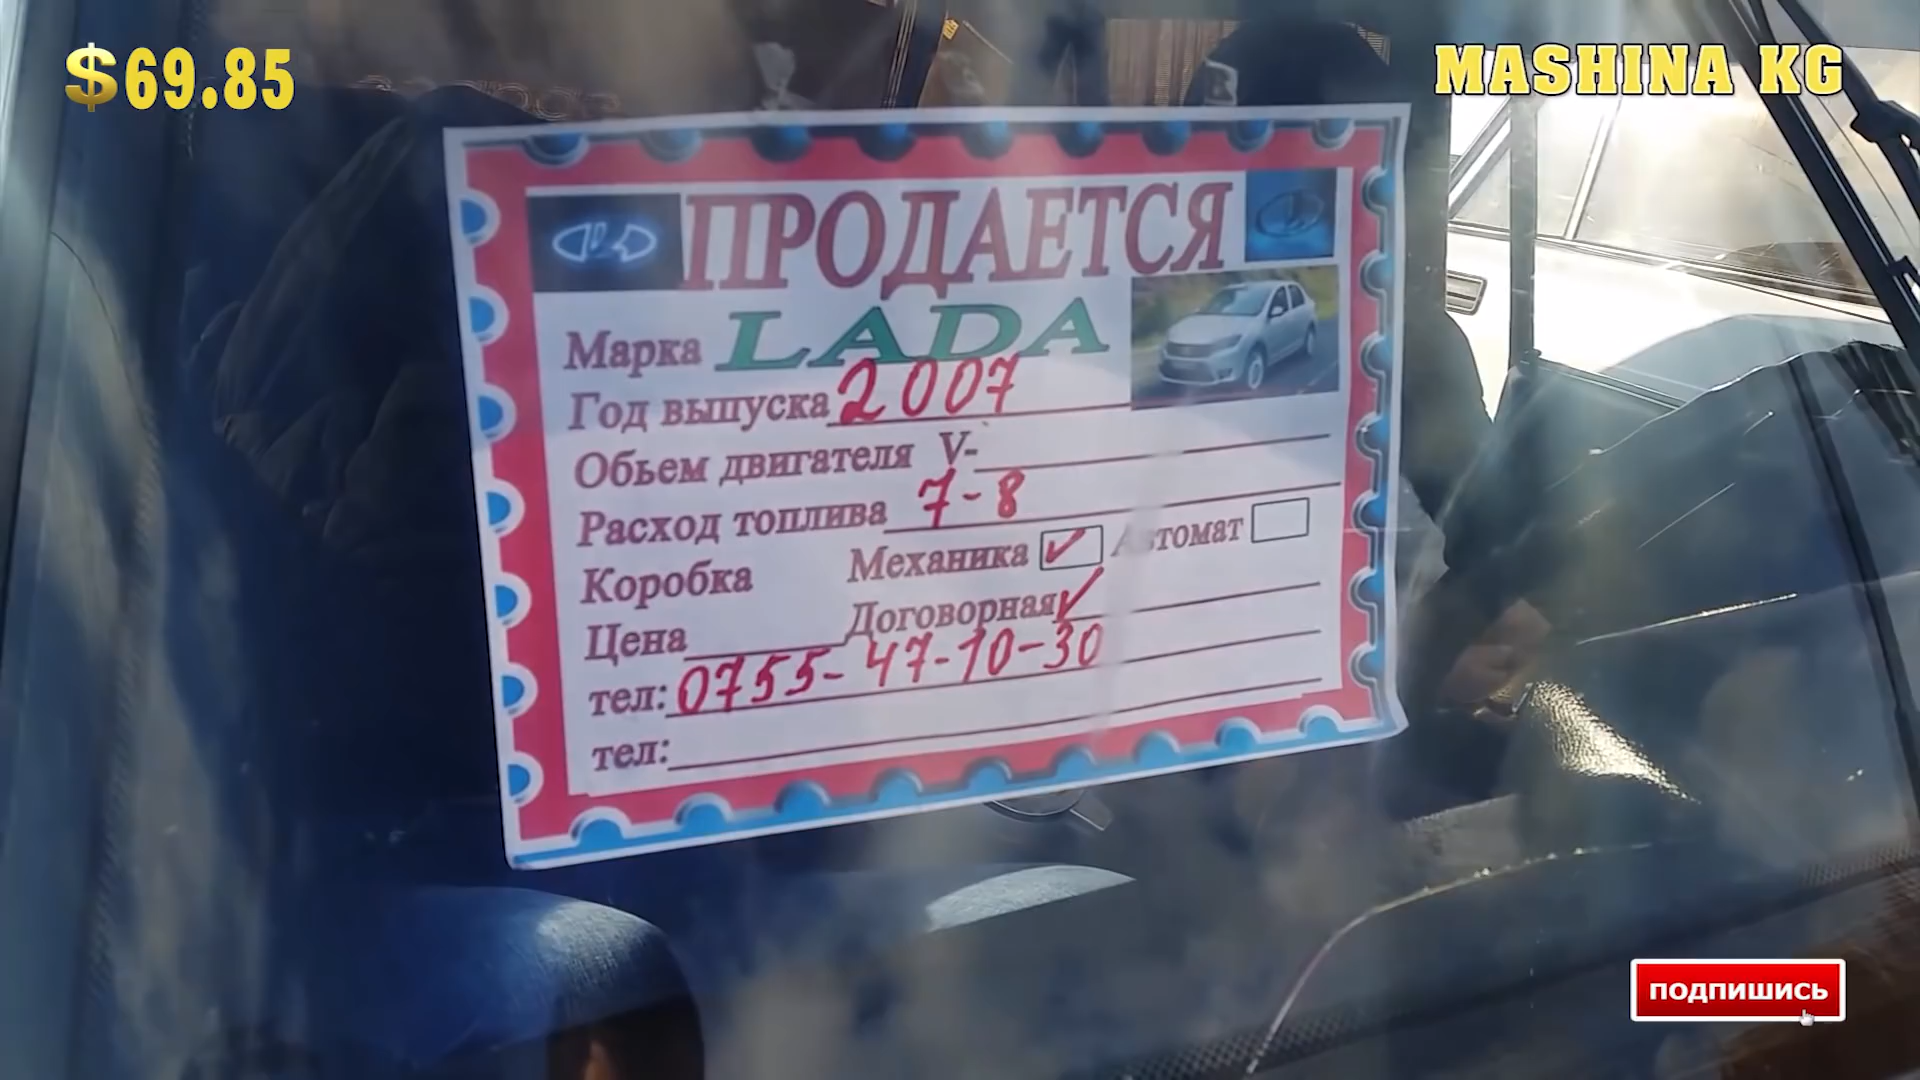 $69.85
MASHINA KG
ПРОДАЕТСЯ
Марка LADA
Год выпуска 2007
Обьем двигателя V-
Расход топлива 7-8
Коробка Механика ✓ Автомат
Цена Договорная ✓
тел: 0755-47-10-30
тел:
ПОДПИШИСЬ